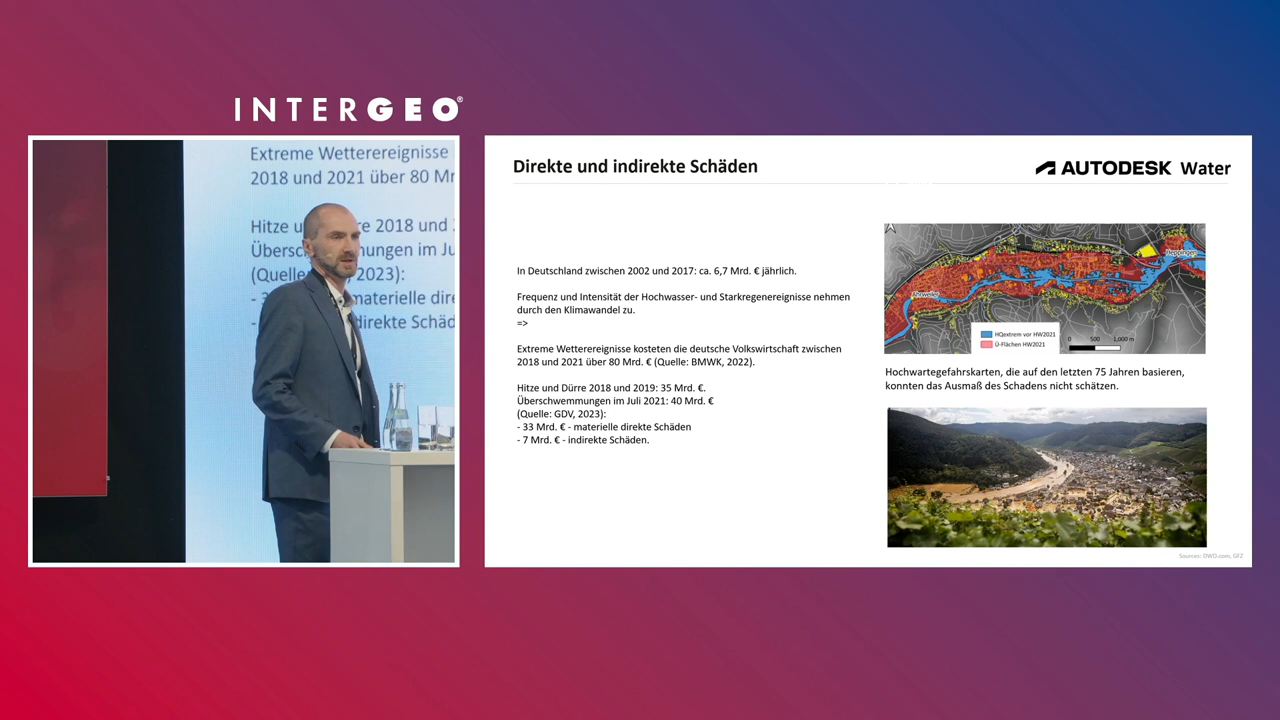 INTERGEO®
Extreme Wetterereignisse
2018 und 2021 über 80 Mr
Hitze u re 2018 und
Übersc mungen im Ju
(Quelle 2023):
materielle dire
direkte Schäd
Direkte und indirekte Schäden
AUTODESK Water
In Deutschland zwischen 2002 und 2017: ca. 6,7 Mrd. € jährlich.
Frequenz und Intensität der Hochwasser- und Starkregenereignisse nehmen
durch den Klimawandel zu.
=>
Extreme Wetterereignisse kosteten die deutsche Volkswirtschaft zwischen
2018 und 2021 über 80 Mrd. € (Quelle: BMWK, 2022).
Hitze und Dürre 2018 und 2019: 35 Mrd. €.
Überschwemmungen im Juli 2021: 40 Mrd. €
(Quelle: GDV, 2023):
- 33 Mrd. € - materielle direkte Schäden
- 7 Mrd. € - indirekte Schäden.
Heppingen
Ahrweiler
HQextrem vor HW2021
Ü-Flächen HW2021
0 500 1,000 m
Hochwartegefahrskarten, die auf den letzten 75 Jahren basieren,
konnten das Ausmaß des Schadens nicht schätzen.
Sources: DWD.com, GFZ